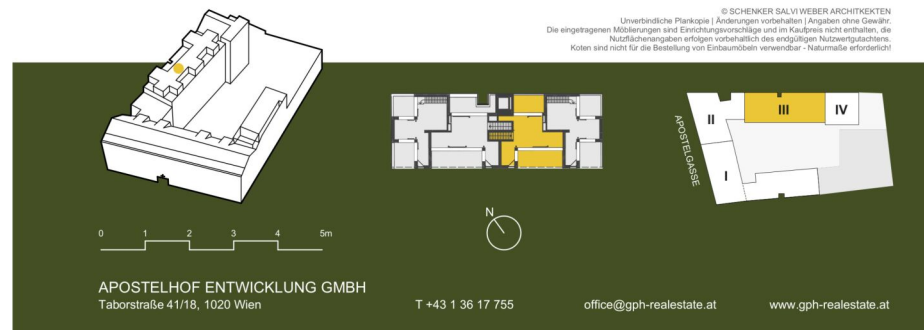 © SCHENKER SALVI WEBER ARCHITKEKTEN
Unverbindliche Plankopie | Änderungen vorbehalten | Angaben ohne Gewähr.
Die eingetragenen Möblierungen sind Einrichtungsvorschläge und im Kaufpreis nicht enthalten, die
Nutzflächenangaben erfolgen vorbehaltlich des endgültigen Nutzwertgutachtens.
Koten sind nicht für die Bestellung von Einbaumöbeln verwendbar - Naturmaße erforderlich!
II
III
IV
I
APOSTELGASSE
N
0 1 2 3 4 5m
APOSTELHOF ENTWICKLUNG GMBH
Taborstraße 41/18, 1020 Wien
T +43 1 36 17 755
office@gph-realestate.at
www.gph-realestate.at